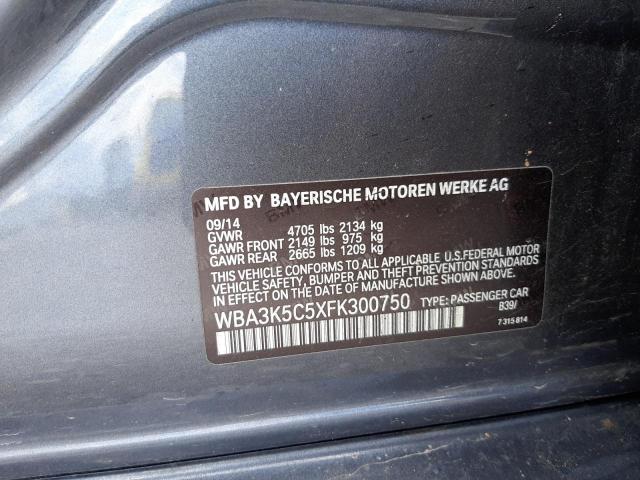 MFD BY BAYERISCHE MOTOREN WERKE AG
09/14
GVWR 4705 lbs 2134 kg
GAWR FRONT 2149 lbs 975 kg
GAWR REAR 2665 lbs 1209 kg
THIS VEHICLE CONFORMS TO ALL APPLICABLE U.S.FEDERAL MOTOR
VEHICLE SAFETY, BUMPER, AND THEFT PREVENTION STANDARDS
IN EFFECT ON THE DATE OF MANUFACTURE SHOWN ABOVE.
WBA3K5C5XFK300750 TYPE: PASSENGER CAR
B39/
7 315 814